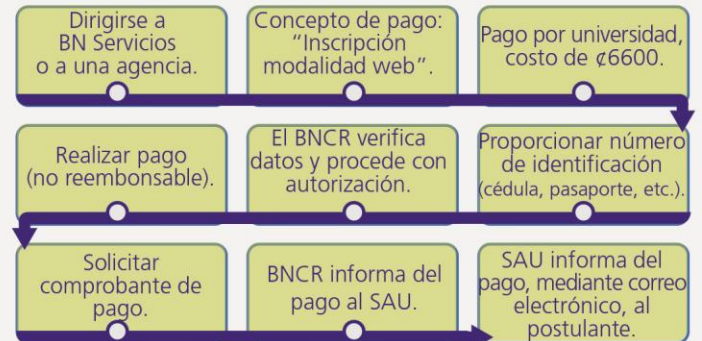 Dirigirse a
BN Servicios
o a una agencia.
Concepto de pago:
“Inscripción
modalidad web”.
Pago por universidad,
costo de ¢6600.
Proporcionar número
de identificación
(cédula, pasaporte, etc.).
El BNCR verifica
datos y procede con
autorización.
Realizar pago
(no reembonsable).
Solicitar
comprobante de
pago.
BNCR informa del
pago al SAU.
SAU informa del
pago, mediante correo
electrónico, al
postulante.